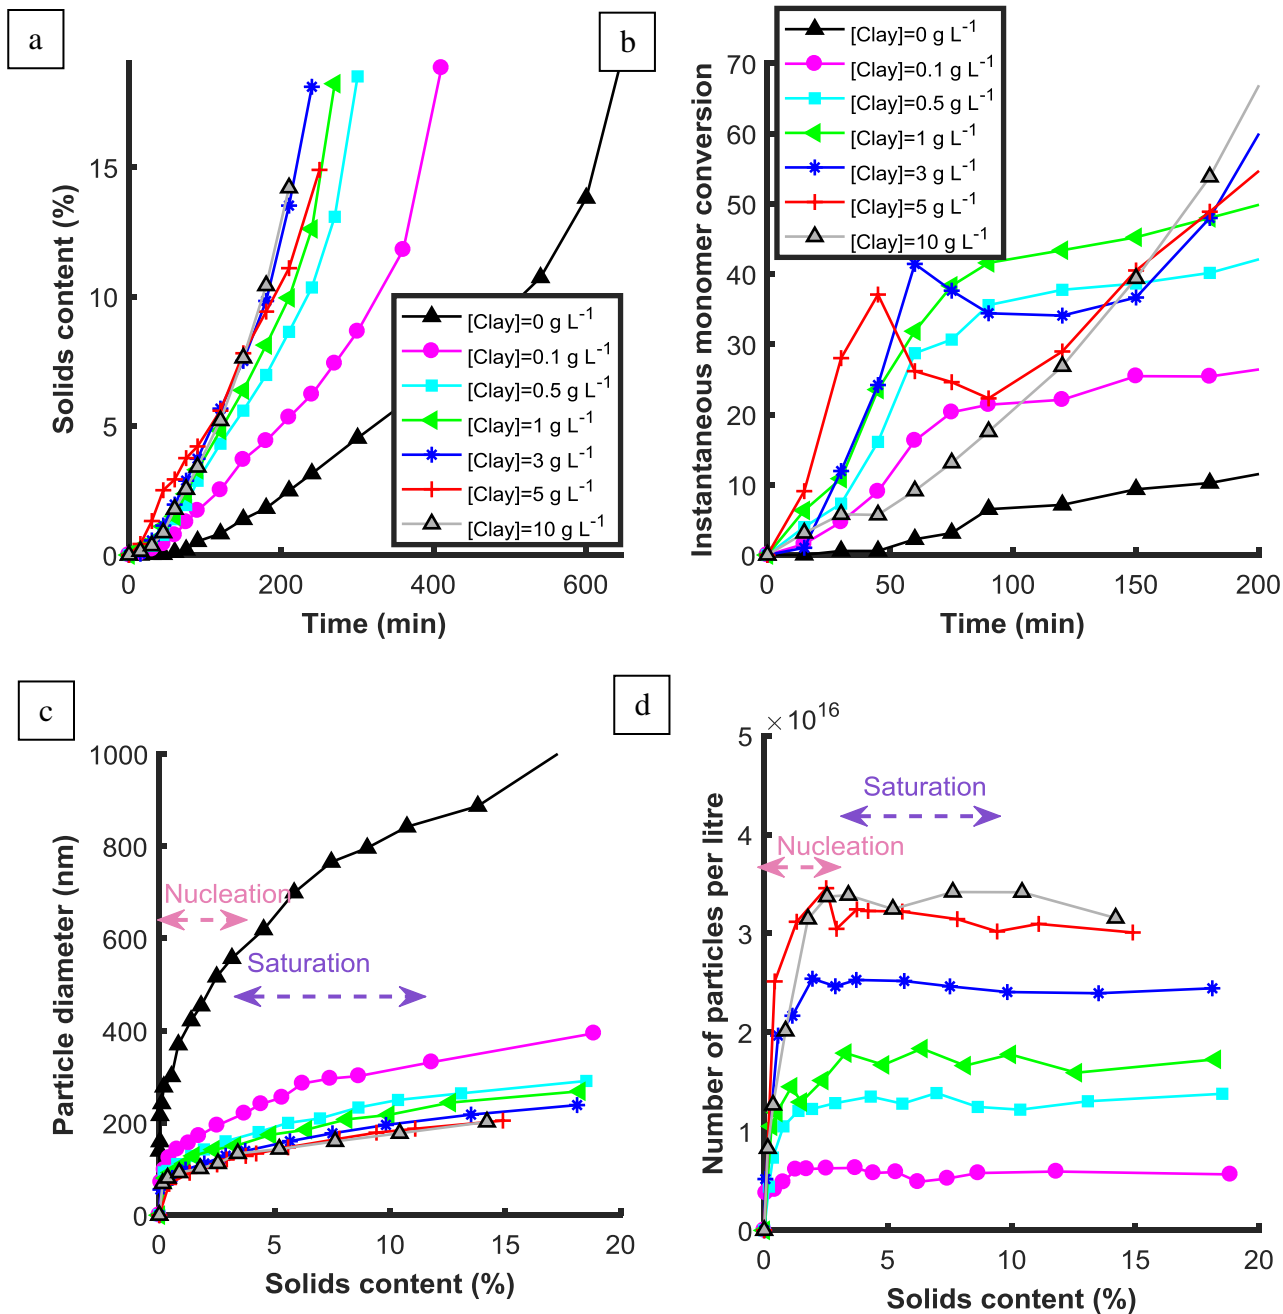 a
Solids content (%)
15
10
5
0
0
200
400
600
Time (min)
[Clay]=0 g L⁻¹
[Clay]=0.1 g L⁻¹
[Clay]=0.5 g L⁻¹
[Clay]=1 g L⁻¹
[Clay]=3 g L⁻¹
[Clay]=5 g L⁻¹
[Clay]=10 g L⁻¹
b
Instantaneous monomer conversion
70
60
50
40
30
20
10
0
0
50
100
150
200
Time (min)
[Clay]=0 g L⁻¹
[Clay]=0.1 g L⁻¹
[Clay]=0.5 g L⁻¹
[Clay]=1 g L⁻¹
[Clay]=3 g L⁻¹
[Clay]=5 g L⁻¹
[Clay]=10 g L⁻¹
c
Particle diameter (nm)
1000
800
600
400
200
0
Nucleation
Saturation
0
5
10
15
20
Solids content (%)
d
×10¹⁶
Number of particles per litre
5
4
3
2
1
0
Saturation
Nucleation
0
5
10
15
20
Solids content (%)